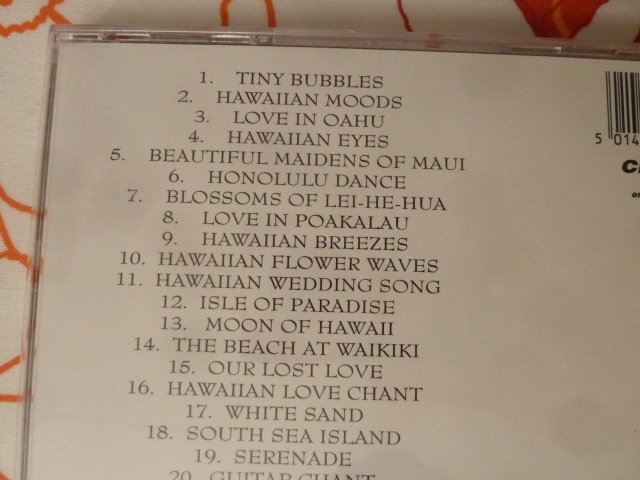 1. TINY BUBBLES
2. HAWAIIAN MOODS
3. LOVE IN OAHU
4. HAWAIIAN EYES
5. BEAUTIFUL MAIDENS OF MAUI
6. HONOLULU DANCE
7. BLOSSOMS OF LEI-HE-HUA
8. LOVE IN POAKALAU
9. HAWAIIAN BREEZES
10. HAWAIIAN FLOWER WAVES
11. HAWAIIAN WEDDING SONG
12. ISLE OF PARADISE
13. MOON OF HAWAII
14. THE BEACH AT WAIKIKI
15. OUR LOST LOVE
16. HAWAIIAN LOVE CHANT
17. WHITE SAND
18. SOUTH SEA ISLAND
19. SERENADE
20. GUITAR CHANT
5 014